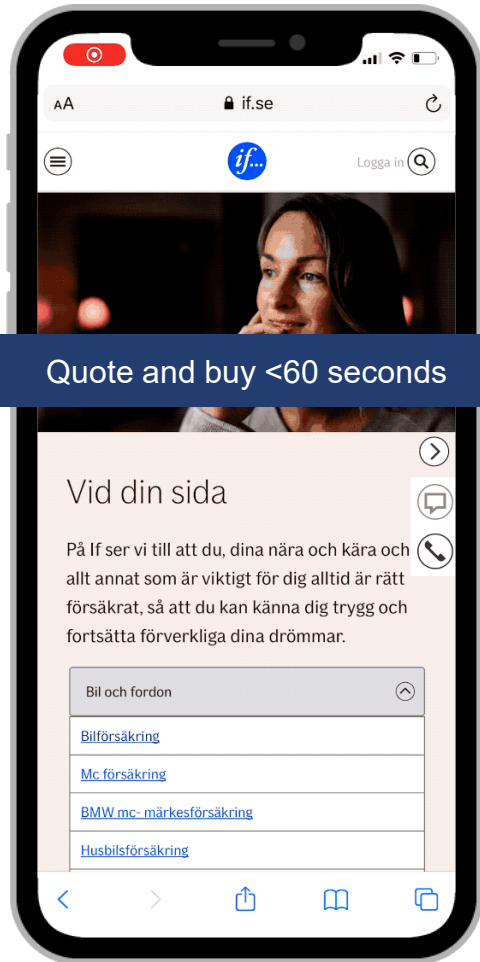 AA if.se
if...
Logga in
Quote and buy <60 seconds
Vid din sida
På If ser vi till att du, dina nära och kära och
allt annat som är viktigt för dig alltid är rätt
försäkrat, så att du kan känna dig trygg och
fortsätta förverkliga dina drömmar.
Bil och fordon
Bilförsäkring
Mc försäkring
BMW mc- märkesförsäkring
Husbilsförsäkring